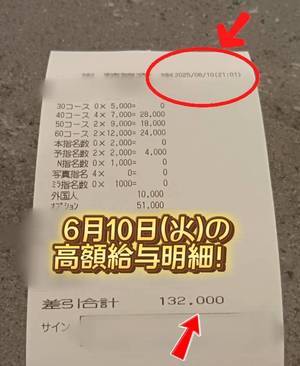 2025/06/10(21:01)
30コース 0× 5,000= 0
40コース 4× 7,000= 28,000
50コース 2× 9,000= 18,000
60コース 2× 12,000= 24,000
本指名数 0× 2,000= 0
予指名数 2× 2,000= 4,000
N指名数 0× 1,000= 0
写真指名 4× 0= 0
ミラ指名数 0× 1000= 0
外国人 10,000
オプション 51,000
6月10日(火)の
高額給与明細!
差引合計 132,000
サイン